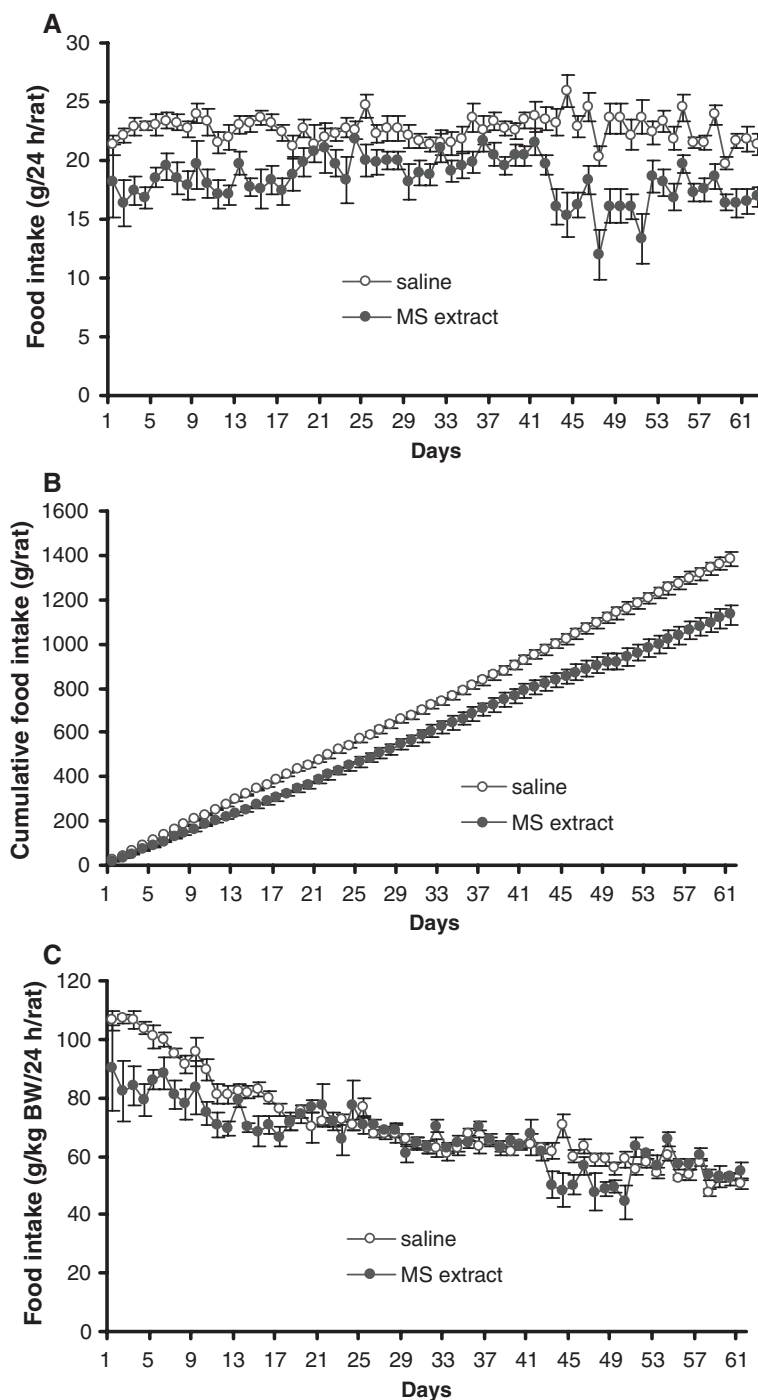 A
Food intake (g/24 h/rat)
30
25
20
15
10
5
0
saline
MS extract
1 5 9 13 17 21 25 29 33 37 41 45 49 53 57 61
Days
B
Cumulative food intake (g/rat)
1600
1400
1200
1000
800
600
400
200
0
saline
MS extract
1 5 9 13 17 21 25 29 33 37 41 45 49 53 57 61
Days
C
Food intake (g/kg BW/24 h/rat)
120
100
80
60
40
20
0
saline
MS extract
1 5 9 13 17 21 25 29 33 37 41 45 49 53 57 61
Days